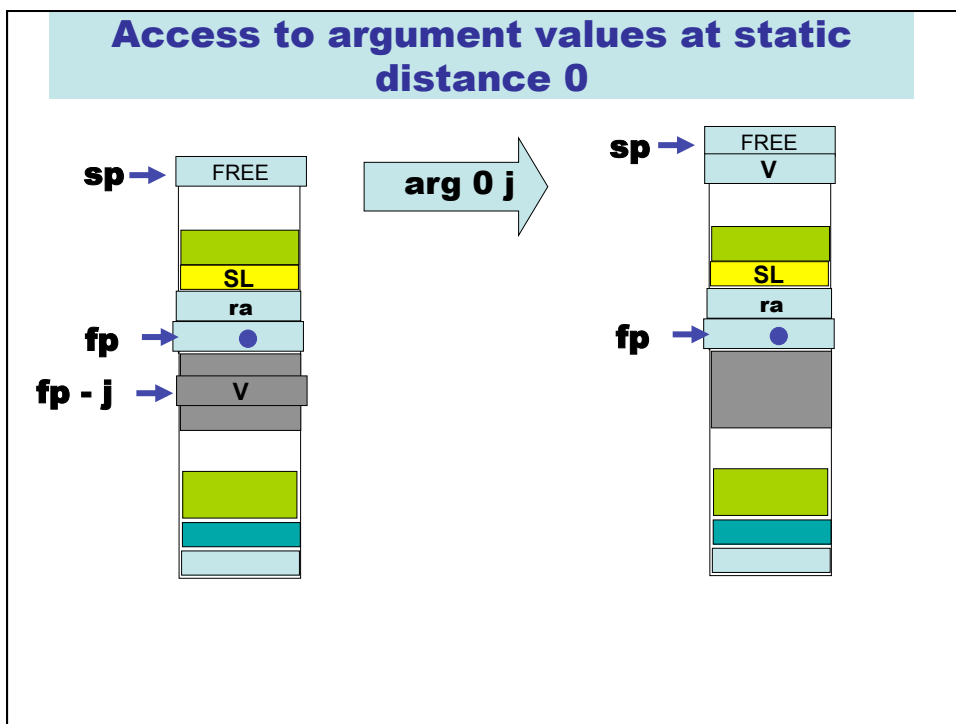 Access to argument values at static
distance 0
sp
FREE
SL
ra
fp
fp - j
V
arg 0 j
sp
FREE
V
SL
ra
fp